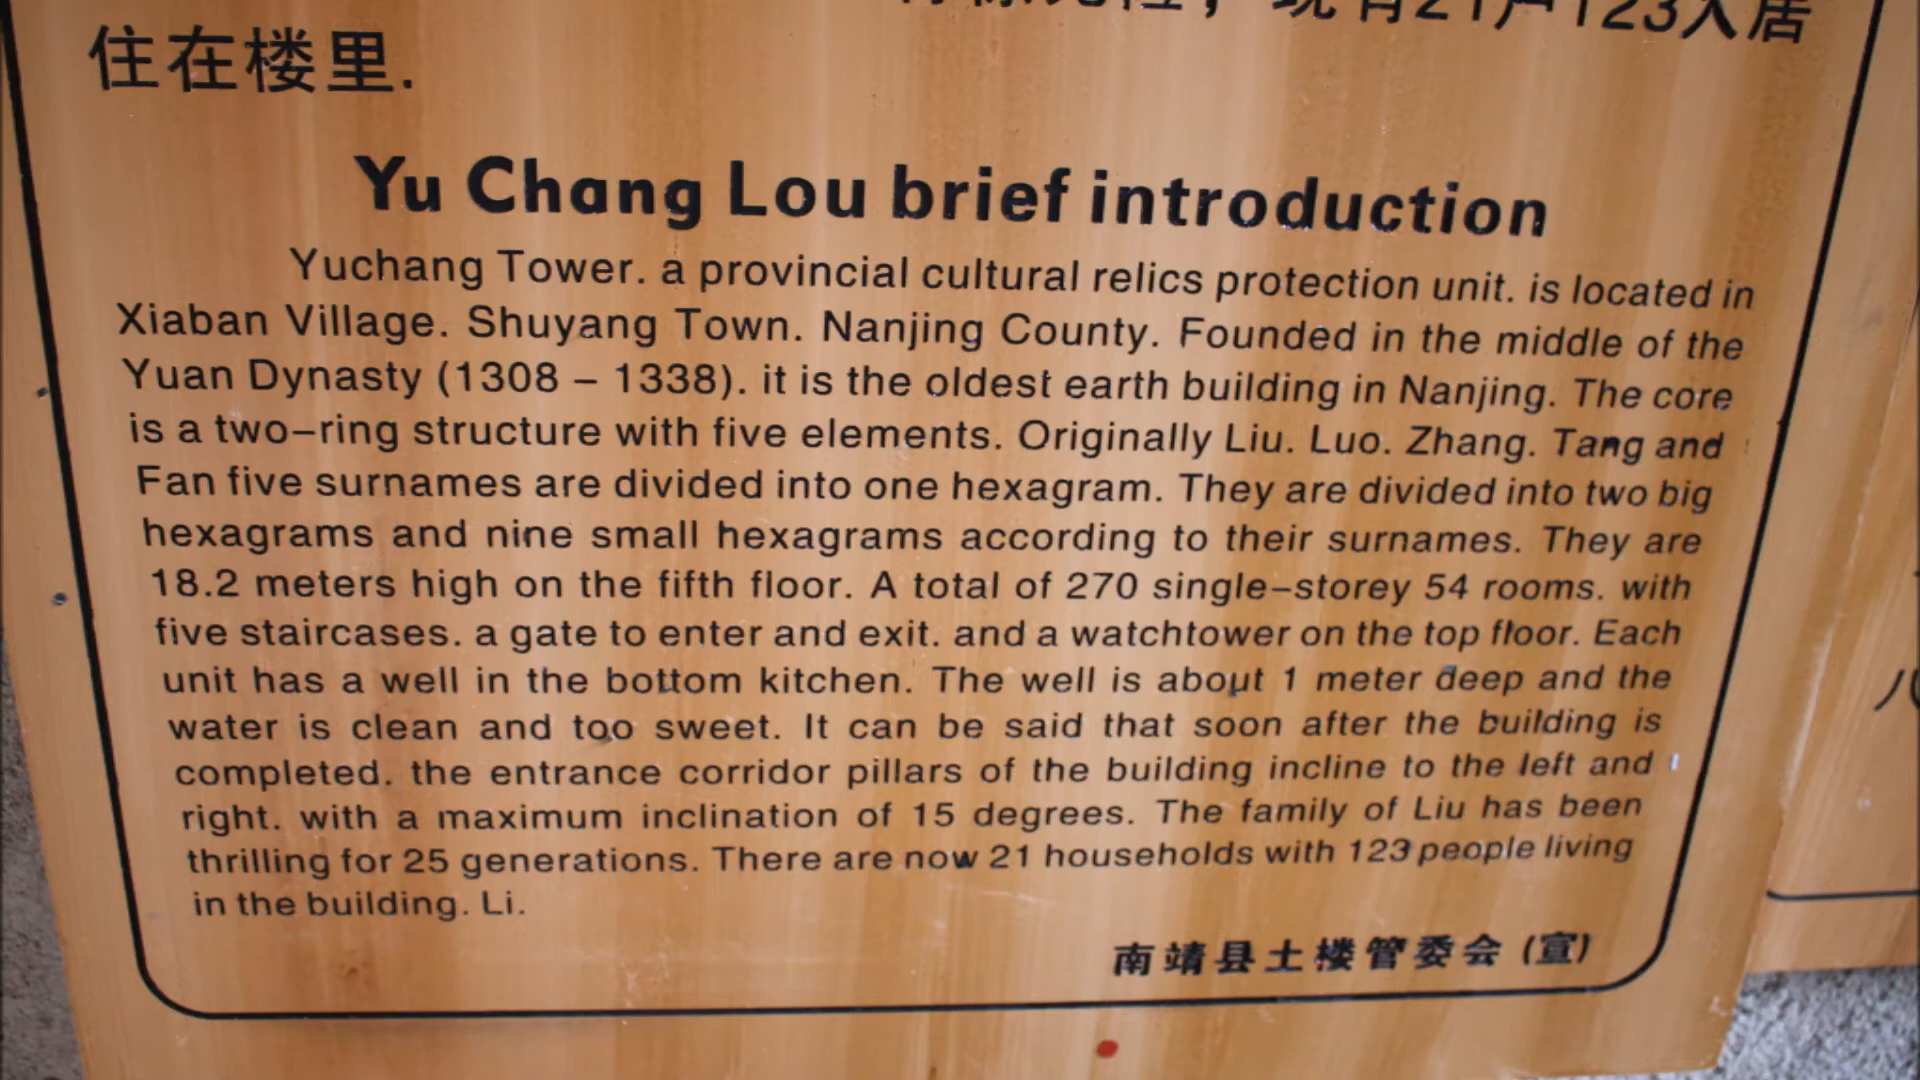 现有21户123人居
住在楼里.
Yu Chang Lou brief introduction
Yuchang Tower. a provincial cultural relics protection unit. is located in
Xiaban Village. Shuyang Town. Nanjing County. Founded in the middle of the
Yuan Dynasty (1308 – 1338). it is the oldest earth building in Nanjing. The core
is a two–ring structure with five elements. Originally Liu. Luo. Zhang. Tang and
Fan five surnames are divided into one hexagram. They are divided into two big
hexagrams and nine small hexagrams according to their surnames. They are
18.2 meters high on the fifth floor. A total of 270 single–storey 54 rooms. with
five staircases. a gate to enter and exit. and a watchtower on the top floor. Each
unit has a well in the bottom kitchen. The well is about 1 meter deep and the
water is clean and too sweet. It can be said that soon after the building is
completed. the entrance corridor pillars of the building incline to the left and
right. with a maximum inclination of 15 degrees. The family of Liu has been
thrilling for 25 generations. There are now 21 households with 123 people living
in the building. Li.
南靖县土楼管委会 (宣)